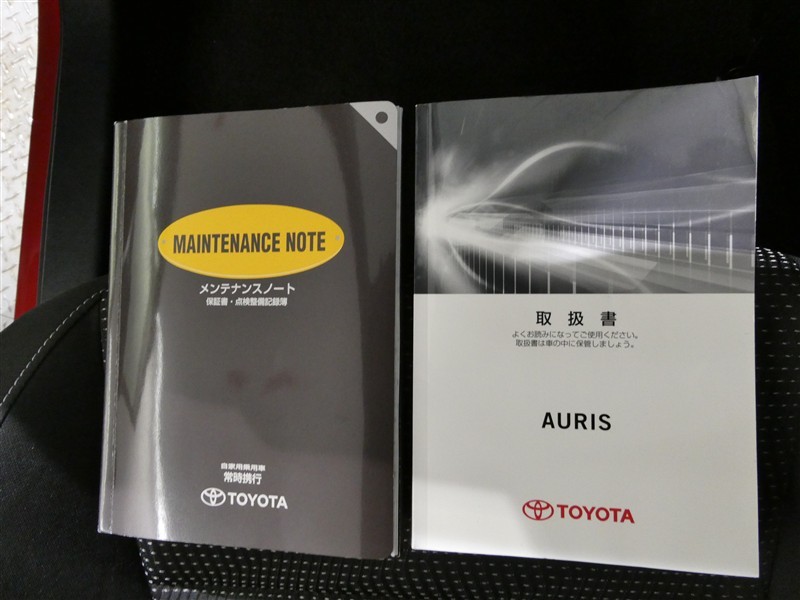 MAINTENANCE NOTE
メンテナンスノート
保証書・点検整備記録簿
自家用乗用車
常時携行
TOYOTA
取扱書
よくお読みになってご使用ください。
取扱書は車の中に保管しましょう。
AURIS
TOYOTA